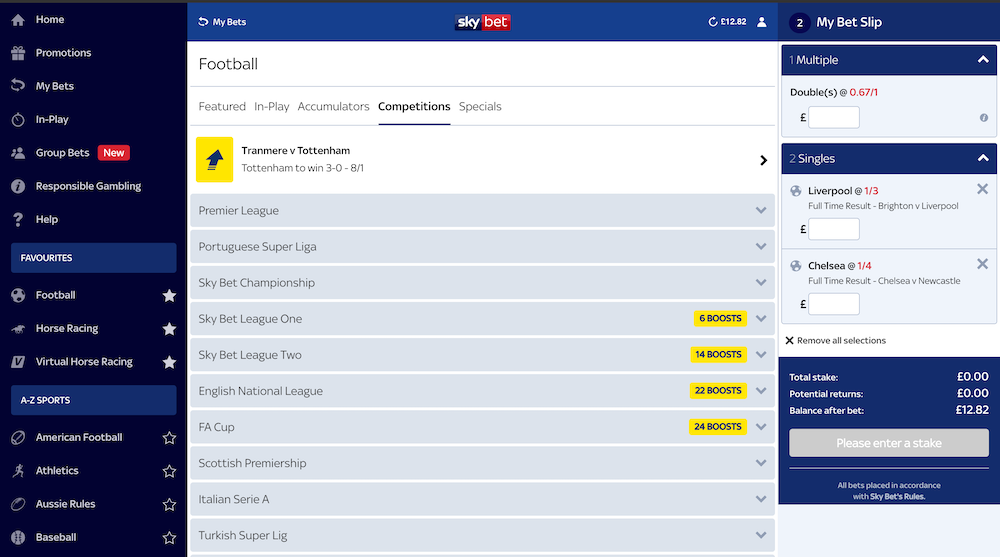 Home
Promotions
My Bets
In-Play
Group Bets New
Responsible Gambling
Help
FAVOURITES
Football
Horse Racing
Virtual Horse Racing
A-Z SPORTS
American Football
Athletics
Aussie Rules
Baseball
My Bets
sky bet
£12.82
Football
Featured In-Play Accumulators Competitions Specials
Tranmere v Tottenham
Tottenham to win 3-0 - 8/1
Premier League
Portuguese Super Liga
Sky Bet Championship
Sky Bet League One 6 BOOSTS
Sky Bet League Two 14 BOOSTS
English National League 22 BOOSTS
FA Cup 24 BOOSTS
Scottish Premiership
Italian Serie A
Turkish Super Lig
2 My Bet Slip
1 Multiple
Double(s) @ 0.67/1
£
2 Singles
Liverpool @ 1/3
Full Time Result - Brighton v Liverpool
£
Chelsea @ 1/4
Full Time Result - Chelsea v Newcastle
£
Remove all selections
Total stake: £0.00
Potential returns: £0.00
Balance after bet: £12.82
Please enter a stake
All bets placed in accordance
with Sky Bet's Rules.